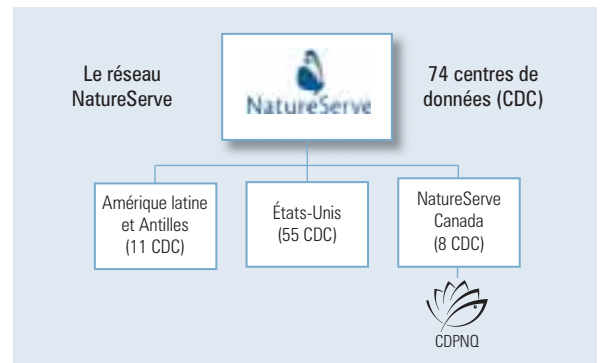 Le réseau
NatureServe
NatureServe
74 centres de
données (CDC)
Amérique latine
et Antilles
(11 CDC)
États-Unis
(55 CDC)
NatureServe
Canada
(8 CDC)
CDPNQ